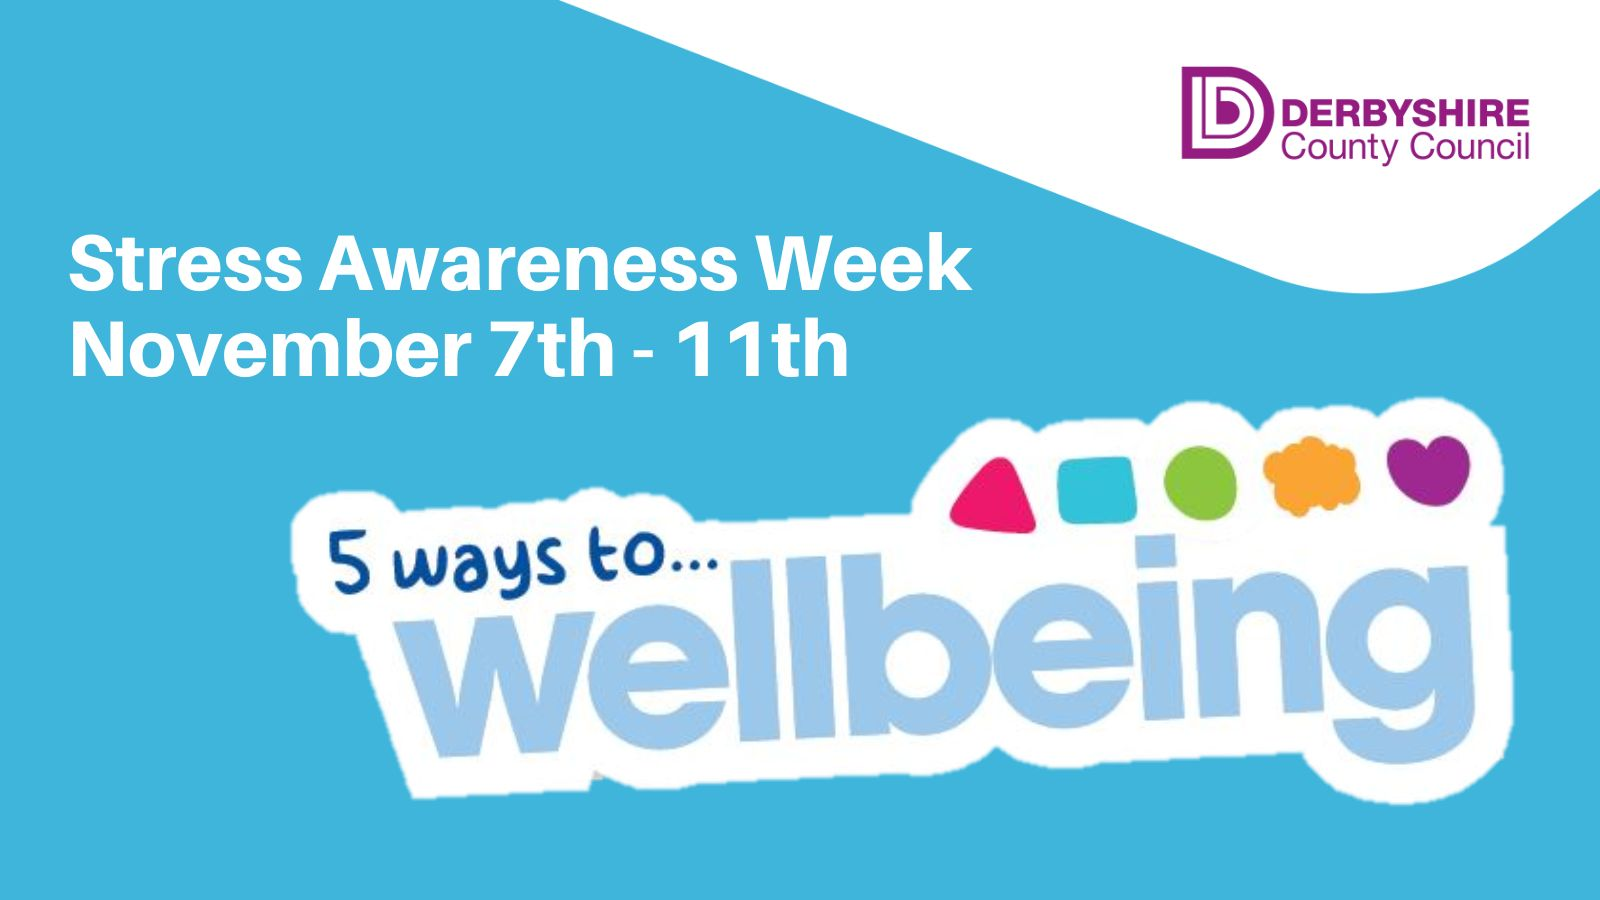 DERBYSHIRE
County Council
Stress Awareness Week
November 7th - 11th
5 ways to...
wellbeing